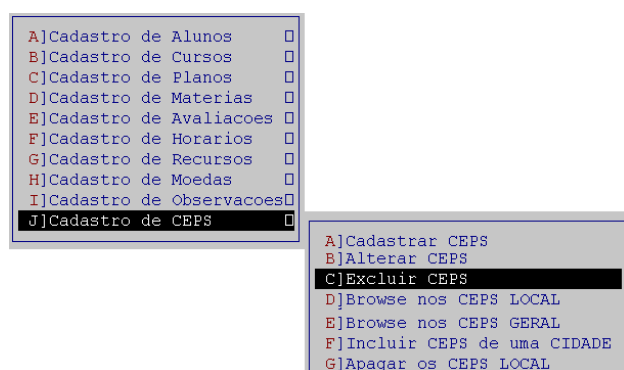 A]Cadastro de Alunos
B]Cadastro de Cursos
C]Cadastro de Planos
D]Cadastro de Materias
E]Cadastro de Avaliacoes
F]Cadastro de Horarios
G]Cadastro de Recursos
H]Cadastro de Moedas
I]Cadastro de Observacoes
J]Cadastro de CEPS
A]Cadastrar CEPS
B]Alterar CEPS
C]Excluir CEPS
D]Browse nos CEPS LOCAL
E]Browse nos CEPS GERAL
F]Incluir CEPS de uma CIDADE
G]Apagar os CEPS LOCAL